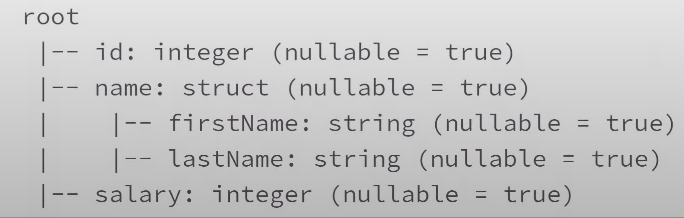 root
 |-- id: integer (nullable = true)
 |-- name: struct (nullable = true)
 |    |-- firstName: string (nullable = true)
 |    |-- lastName: string (nullable = true)
 |-- salary: integer (nullable = true)